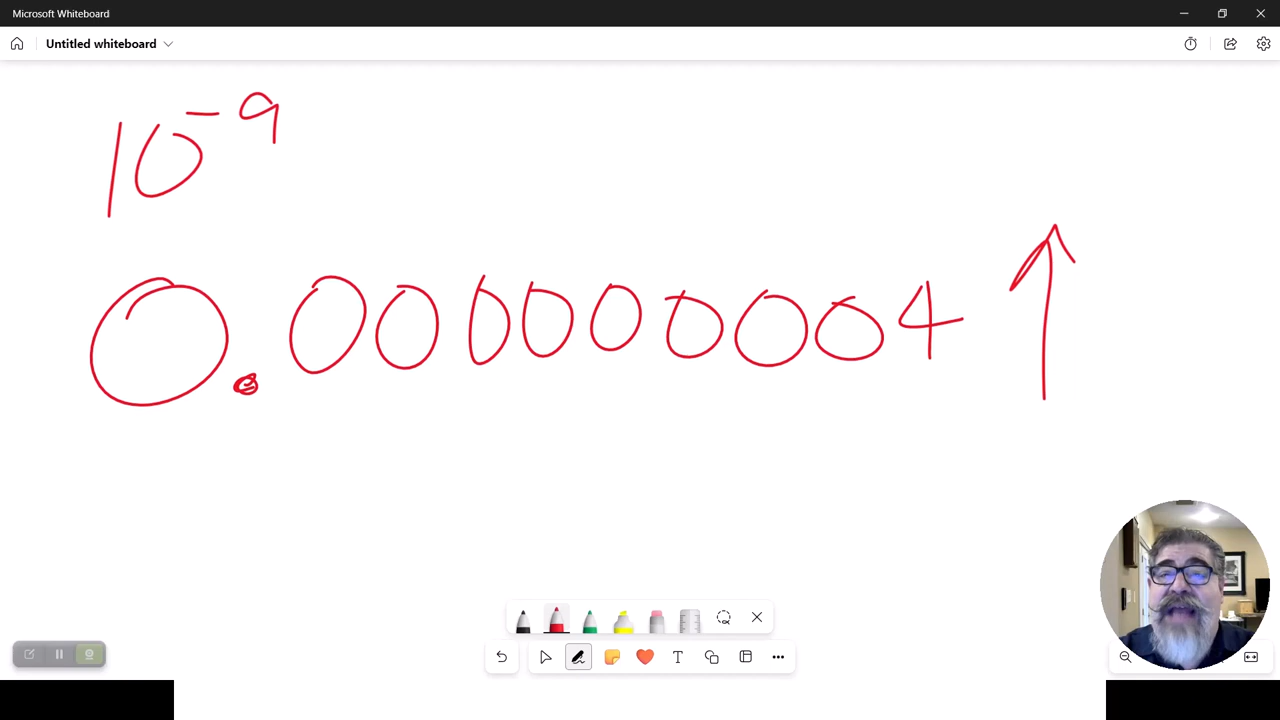 Microsoft Whiteboard
Untitled whiteboard
10⁻⁹
0.000000004
T